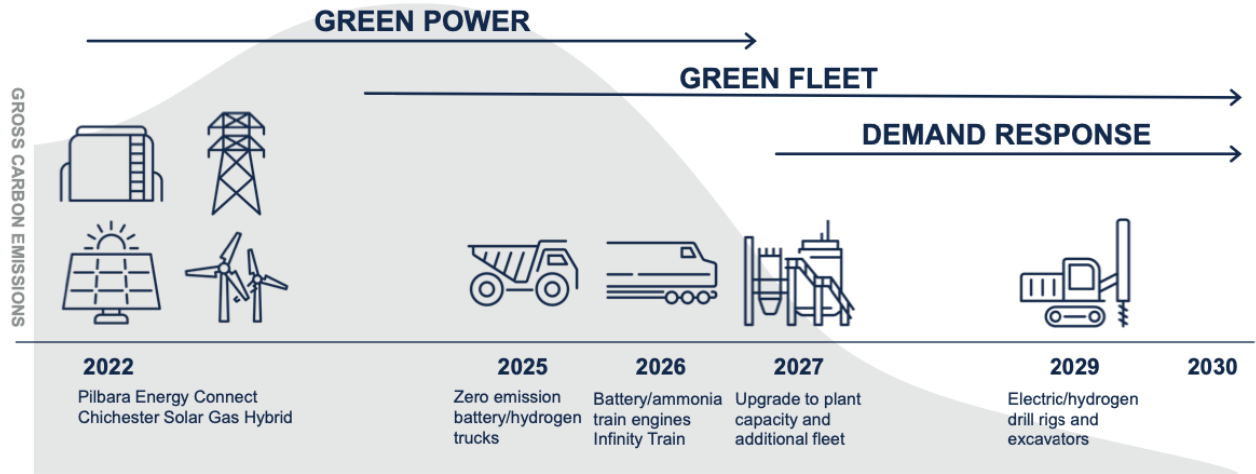 GREEN POWER
GREEN FLEET
DEMAND RESPONSE
GROSS CARBON EMISSIONS
2022
Pilbara Energy Connect
Chichester Solar Gas Hybrid
2025
Zero emission
battery/hydrogen
trucks
2026
Battery/ammonia
train engines
Infinity Train
2027
Upgrade to plant
capacity and
additional fleet
2029
Electric/hydrogen
drill rigs and
excavators
2030